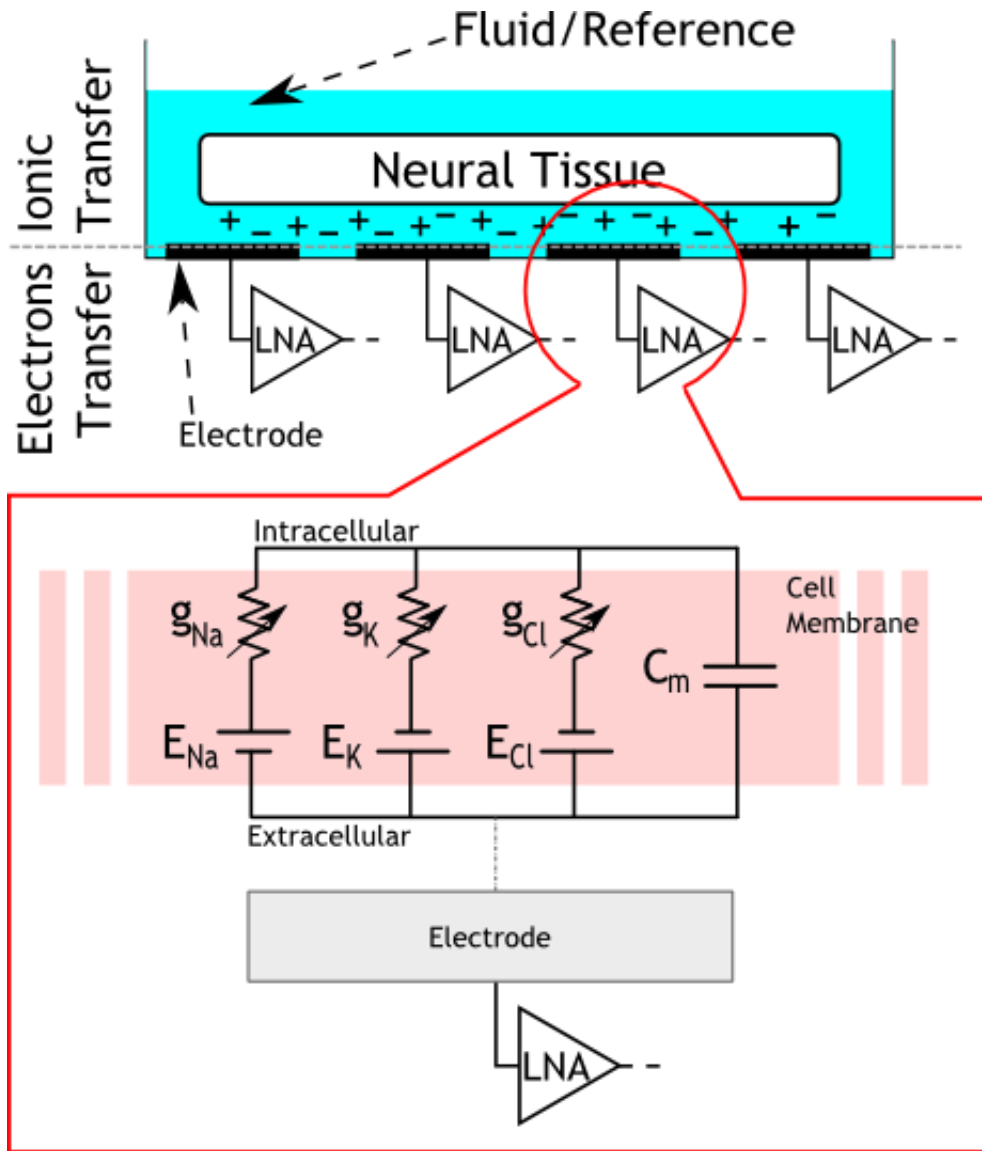 Fluid/Reference
Ionic
Transfer
Neural Tissue
+ - + - + - + - + - + - + - + - + + -
Electrons
Transfer
LNA
LNA
LNA
LNA
Electrode
Intracellular
Cell
Membrane
gNa
gK
gCl
Cm
ENa
EK
ECl
Extracellular
Electrode
LNA